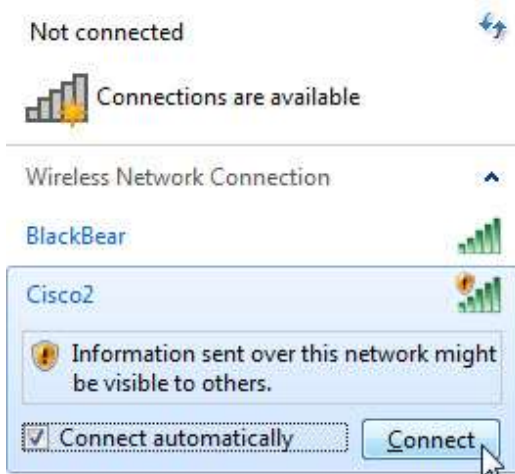 Not connected
Connections are available
Wireless Network Connection
BlackBear
Cisco2
Information sent over this network might
be visible to others.
Connect automatically
Connect